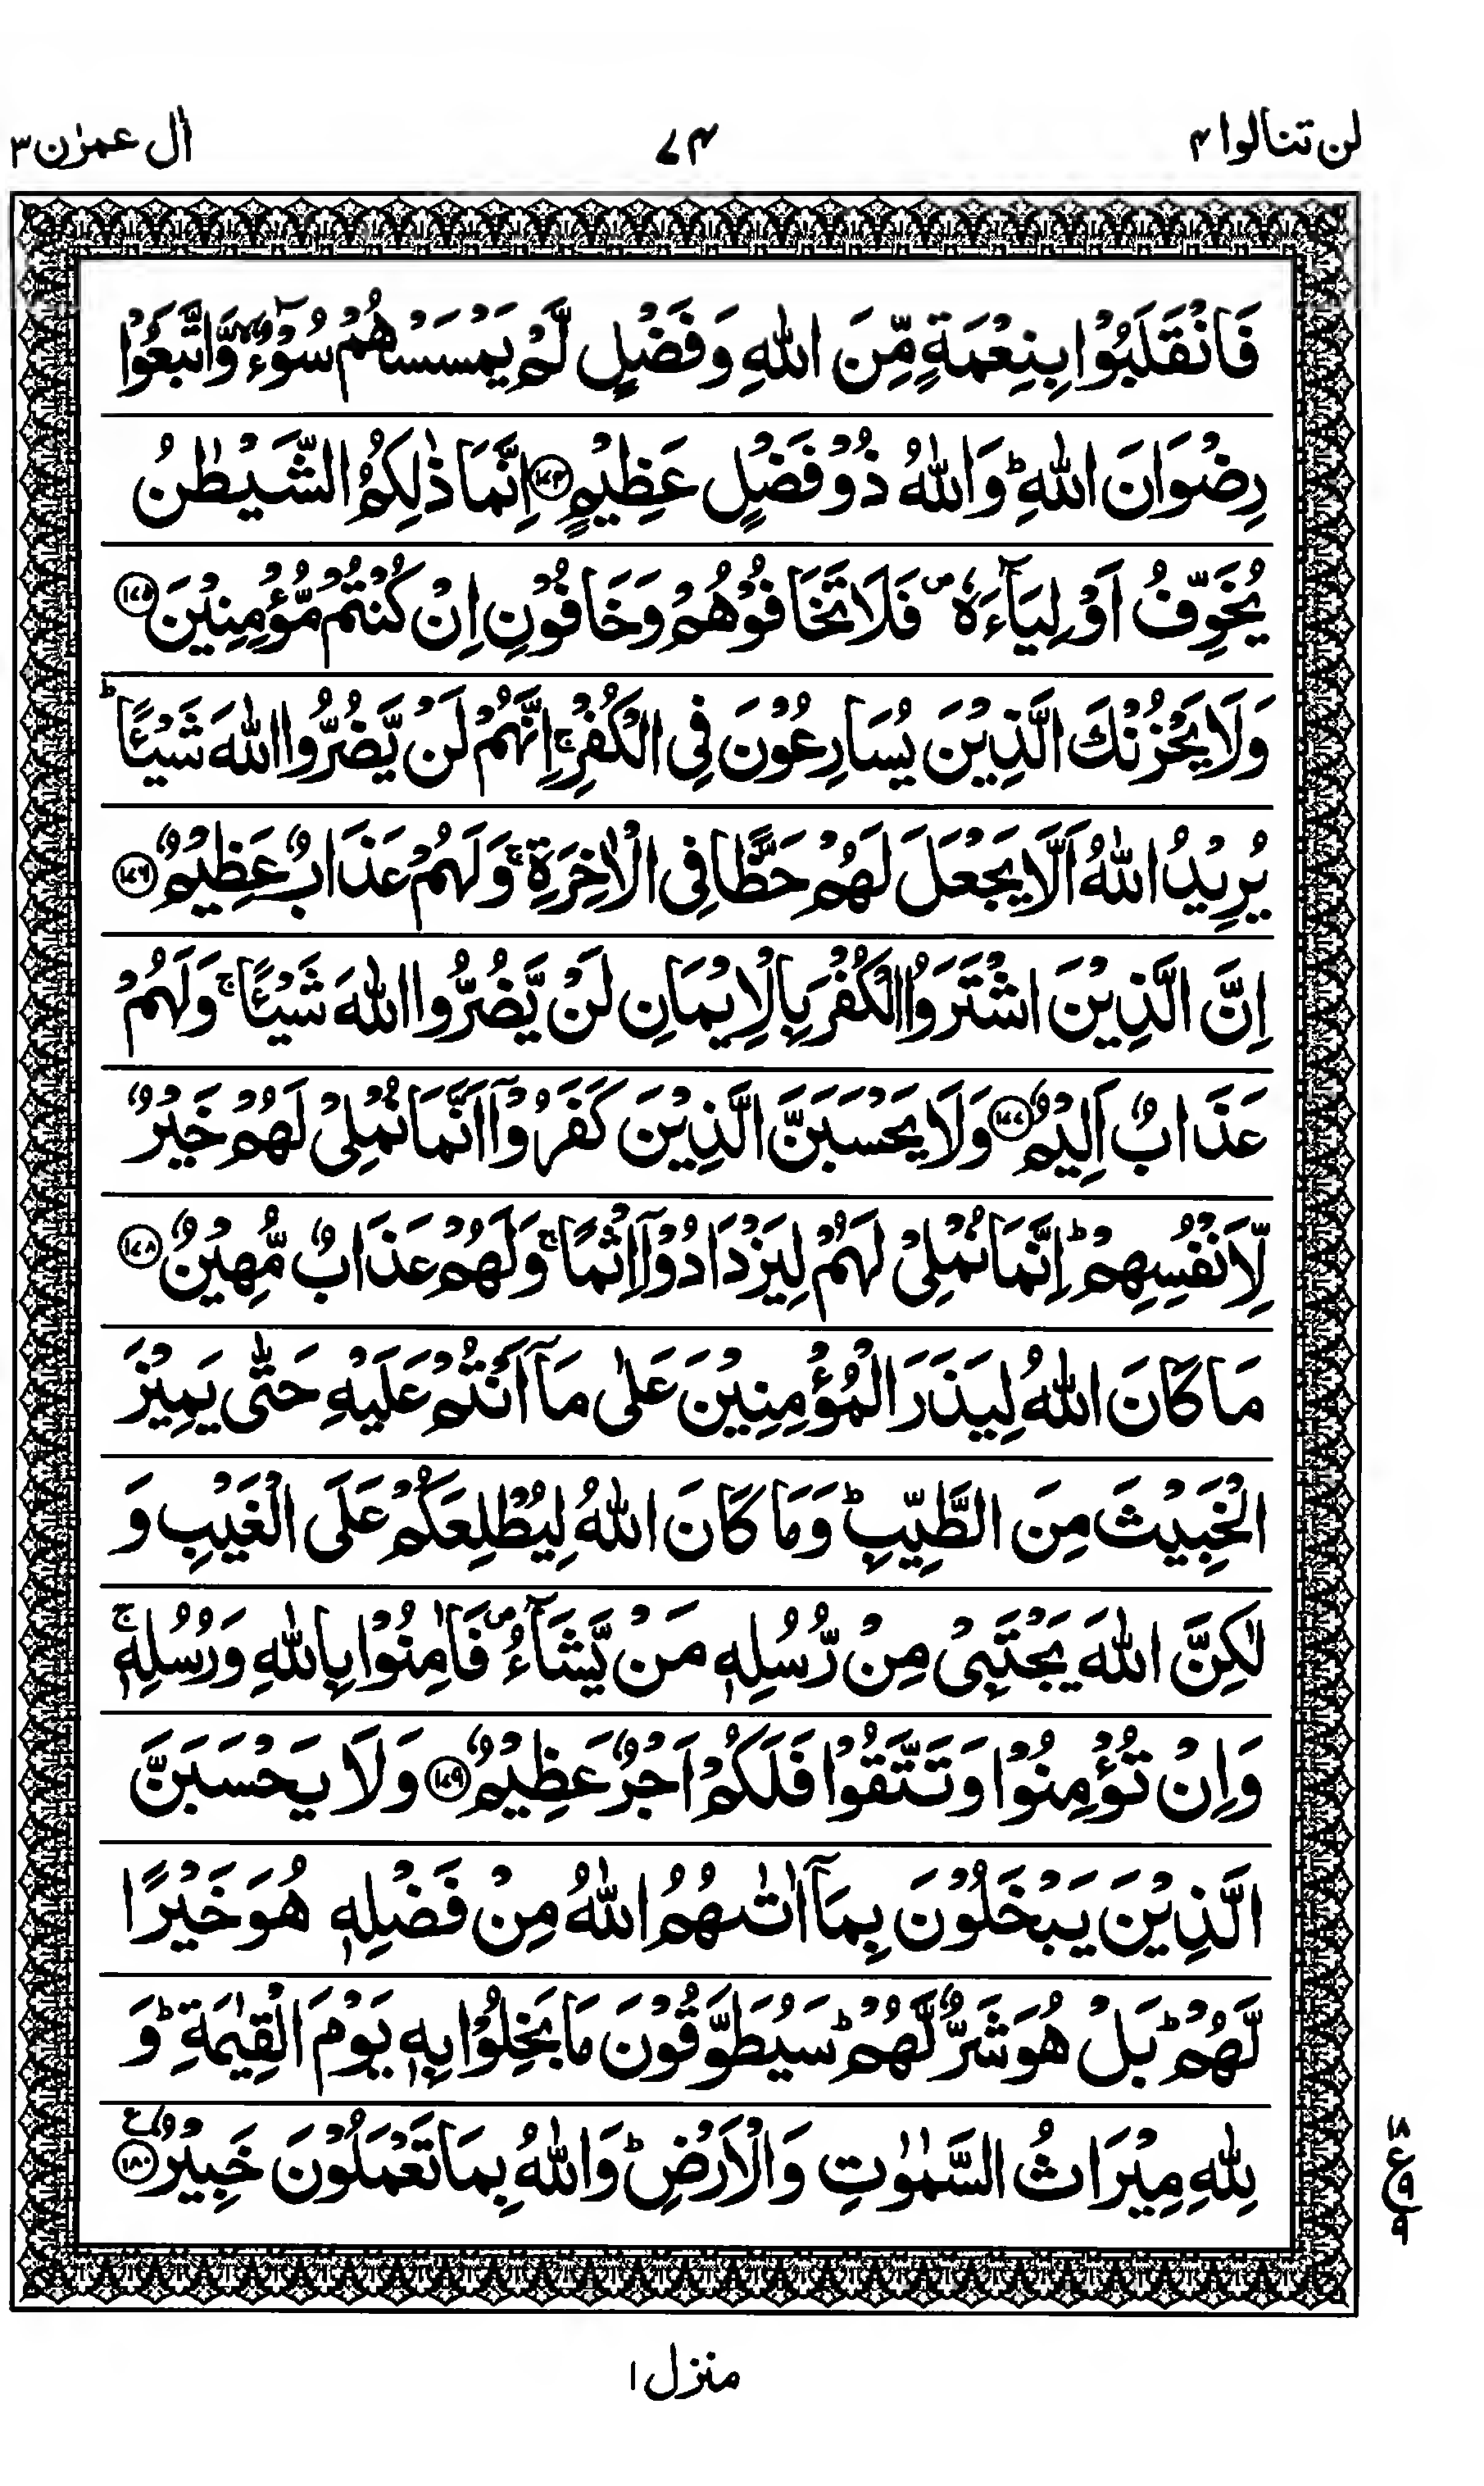 لن تنالوا ۴ ۷۴ اٰل عمرٰن ۳
فَانْقَلَبُوْا بِنِعْمَةٍ مِّنَ اللّٰهِ وَفَضْلٍ لَّمْ يَمْسَسْهُمْ سُوْٓءٌ ۙ وَّاتَّبَعُوْا
رِضْوَانَ اللّٰهِ ؕ وَاللّٰهُ ذُوْ فَضْلٍ عَظِيْمٍ ﴿۱۷۴﴾ اِنَّمَا ذٰلِكُمُ الشَّيْطٰنُ
يُخَوِّفُ اَوْلِيَآءَهٗ ۪ فَلَا تَخَافُوْهُمْ وَخَافُوْنِ اِنْ كُنْتُمْ مُّؤْمِنِيْنَ ﴿۱۷۵﴾
وَلَا يَحْزُنْكَ الَّذِيْنَ يُسَارِعُوْنَ فِى الْكُفْرِ ۚ اِنَّهُمْ لَنْ يَّضُرُّوا اللّٰهَ شَيْـًٔا ؕ
يُرِيْدُ اللّٰهُ اَلَّا يَجْعَلَ لَهُمْ حَظًّا فِى الْاٰخِرَةِ ۚ وَلَهُمْ عَذَابٌ عَظِيْمٌ ﴿۱۷۶﴾
اِنَّ الَّذِيْنَ اشْتَرَوُا الْكُفْرَ بِالْاِيْمَانِ لَنْ يَّضُرُّوا اللّٰهَ شَيْـًٔا ۚ وَلَهُمْ
عَذَابٌ اَلِيْمٌ ﴿۱۷۷﴾ وَلَا يَحْسَبَنَّ الَّذِيْنَ كَفَرُوْۤا اَنَّمَا نُمْلِىْ لَهُمْ خَيْرٌ
لِّاَنْفُسِهِمْ ؕ اِنَّمَا نُمْلِىْ لَهُمْ لِيَزْدَادُوْۤا اِثْمًا ۚ وَلَهُمْ عَذَابٌ مُّهِيْنٌ ﴿۱۷۸﴾
مَا كَانَ اللّٰهُ لِيَذَرَ الْمُؤْمِنِيْنَ عَلٰى مَاۤ اَنْتُمْ عَلَيْهِ حَتّٰى يَمِيْزَ
الْخَبِيْثَ مِنَ الطَّيِّبِ ؕ وَمَا كَانَ اللّٰهُ لِيُطْلِعَكُمْ عَلَى الْغَيْبِ وَ
لٰكِنَّ اللّٰهَ يَجْتَبِىْ مِنْ رُّسُلِهٖ مَنْ يَّشَآءُ ۪ فَاٰمِنُوْا بِاللّٰهِ وَرُسُلِهٖ ۚ
وَاِنْ تُؤْمِنُوْا وَتَتَّقُوْا فَلَكُمْ اَجْرٌ عَظِيْمٌ ﴿۱۷۹﴾ وَلَا يَحْسَبَنَّ
الَّذِيْنَ يَبْخَلُوْنَ بِمَاۤ اٰتٰٮهُمُ اللّٰهُ مِنْ فَضْلِهٖ هُوَ خَيْرًا
لَّهُمْ ؕ بَلْ هُوَ شَرٌّ لَّهُمْ ؕ سَيُطَوَّقُوْنَ مَا بَخِلُوْا بِهٖ يَوْمَ الْقِيٰمَةِ ؕ وَ
لِلّٰهِ مِيْرَاثُ السَّمٰوٰتِ وَالْاَرْضِ ؕ وَاللّٰهُ بِمَا تَعْمَلُوْنَ خَبِيْرٌ ﴿۱۸۰﴾ ع
۱۸
ع
۹
۹
منزل ۱